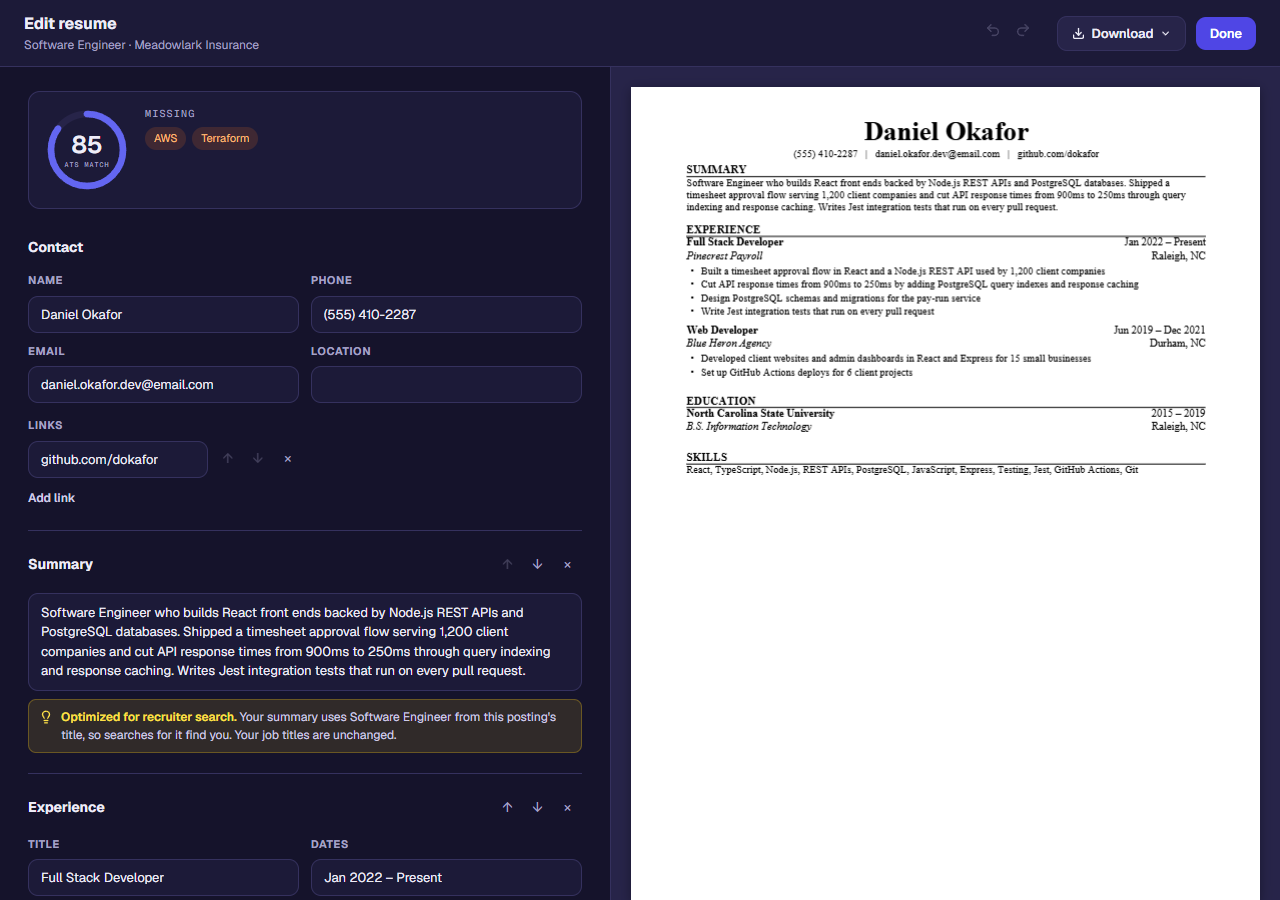 Edit resume
Software Engineer · Meadowlark Insurance
Download
Done
85
ATS MATCH
MISSING
AWS
Terraform
Contact
NAME
PHONE
Daniel Okafor
(555) 410-2287
EMAIL
LOCATION
daniel.okafor.dev@email.com
LINKS
github.com/dokafor
Add link
Summary
Software Engineer who builds React front ends backed by Node.js REST APIs and
PostgreSQL databases. Shipped a timesheet approval flow serving 1,200 client
companies and cut API response times from 900ms to 250ms through query indexing
and response caching. Writes Jest integration tests that run on every pull request.
Optimized for recruiter search. Your summary uses Software Engineer from this posting's
title, so searches for it find you. Your job titles are unchanged.
Experience
TITLE
DATES
Full Stack Developer
Jan 2022 – Present
Daniel Okafor
(555) 410-2287 | daniel.okafor.dev@email.com | github.com/dokafor
SUMMARY
Software Engineer who builds React front ends backed by Node.js REST APIs and PostgreSQL databases. Shipped a
timesheet approval flow serving 1,200 client companies and cut API response times from 900ms to 250ms through query
indexing and response caching. Writes Jest integration tests that run on every pull request.
EXPERIENCE
Full Stack Developer Jan 2022 – Present
Pinecrest Payroll Raleigh, NC
• Built a timesheet approval flow in React and a Node.js REST API used by 1,200 client companies
• Cut API response times from 900ms to 250ms by adding PostgreSQL query indexes and response caching
• Design PostgreSQL schemas and migrations for the pay-run service
• Write Jest integration tests that run on every pull request
Web Developer Jun 2019 – Dec 2021
Blue Heron Agency Durham, NC
• Developed client websites and admin dashboards in React and Express for 15 small businesses
• Set up GitHub Actions deploys for 6 client projects
EDUCATION
North Carolina State University 2015 – 2019
B.S. Information Technology Raleigh, NC
SKILLS
React, TypeScript, Node.js, REST APIs, PostgreSQL, JavaScript, Express, Testing, Jest, GitHub Actions, Git